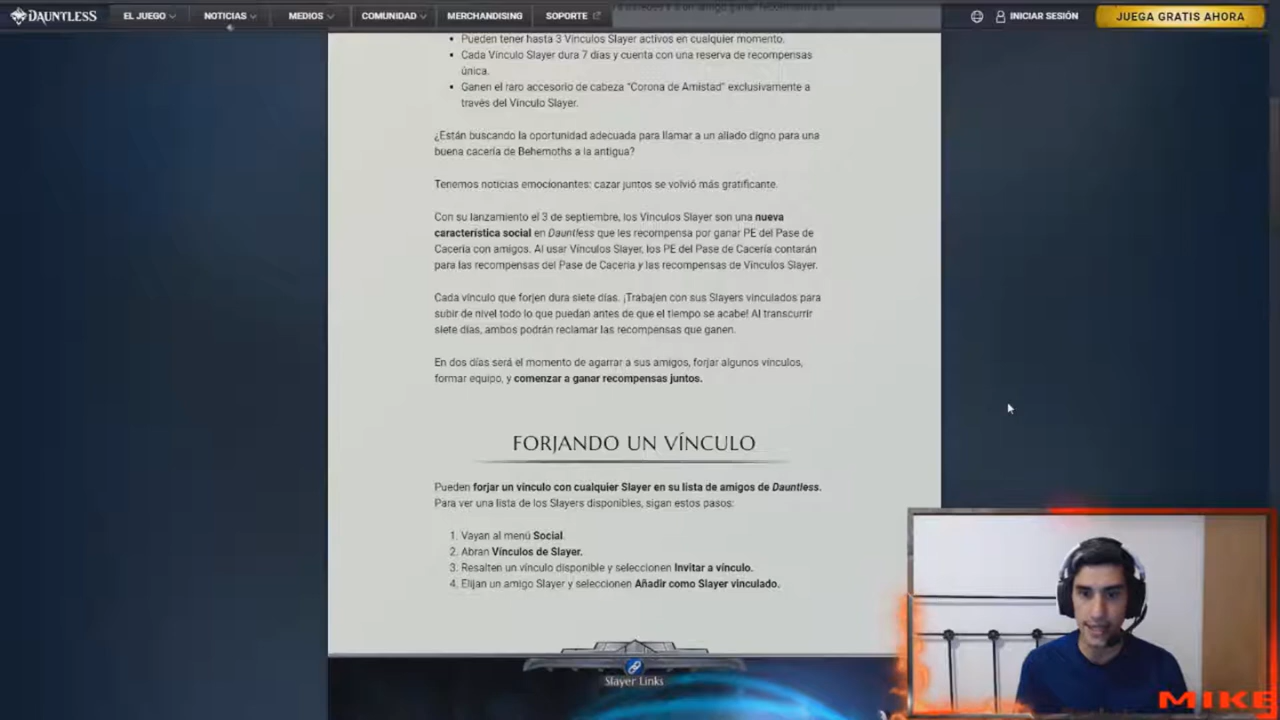 DAUNTLESS
EL JUEGO
NOTICIAS
MEDIOS
COMUNIDAD
MERCHANDISING
SOPORTE
INICIAR SESIÓN
JUEGA GRATIS AHORA
• Pueden tener hasta 3 Vínculos Slayer activos en cualquier momento.
• Cada Vínculo Slayer dura 7 días y cuenta con una reserva de recompensas
única.
• Ganen el raro accesorio de cabeza "Corona de Amistad" exclusivamente a
través del Vínculo Slayer.
¿Están buscando la oportunidad adecuada para llamar a un aliado digno para una
buena cacería de Behemoths a la antigua?
Tenemos noticias emocionantes: cazar juntos se volvió más gratificante.
Con su lanzamiento el 3 de septiembre, los Vínculos Slayer son una nueva
característica social en Dauntless que les recompensa por ganar PE del Pase de
Cacería con amigos. Al usar Vínculos Slayer, los PE del Pase de Cacería contarán
para las recompensas del Pase de Cacería y las recompensas de Vínculos Slayer.
Cada vínculo que forjen dura siete días. ¡Trabajen con sus Slayers vinculados para
subir de nivel todo lo que puedan antes de que el tiempo se acabe! Al transcurrir
siete días, ambos podrán reclamar las recompensas que ganen.
En dos días será el momento de agarrar a sus amigos, forjar algunos vínculos,
formar equipo, y comenzar a ganar recompensas juntos.
FORJANDO UN VÍNCULO
Pueden forjar un vínculo con cualquier Slayer en su lista de amigos de Dauntless.
Para ver una lista de los Slayers disponibles, sigan estos pasos:
1. Vayan al menú Social.
2. Abran Vínculos de Slayer.
3. Resalten un vínculo disponible y seleccionen Invitar a vínculo.
4. Elijan un amigo Slayer y seleccionen Añadir como Slayer vinculado.
Slayer Links
MIKE